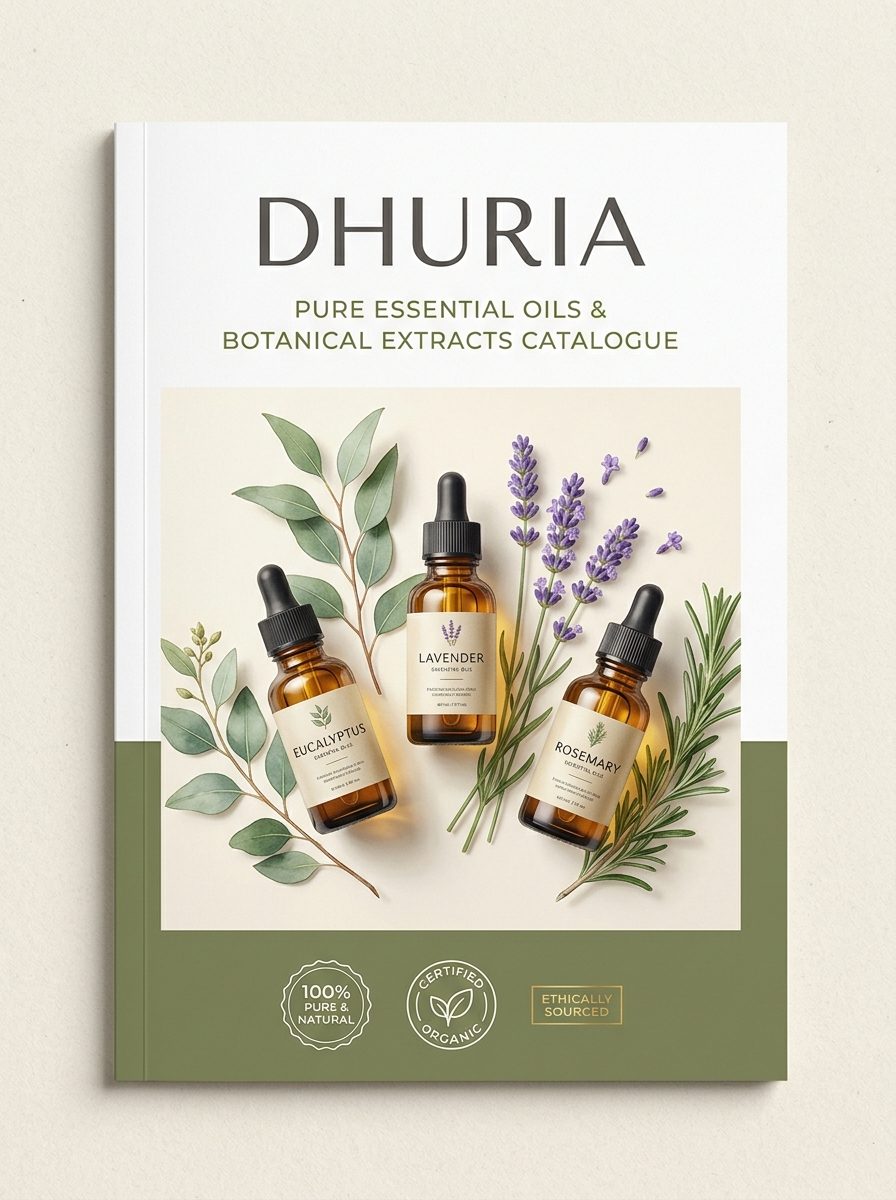 DHURIA
PURE ESSENTIAL OILS &
BOTANICAL EXTRACTS CATALOGUE
LAVENDER
EUCALYPTUS
ROSEMARY
100%
PURE &
NATURAL
CERTIFIED
ORGANIC
ETHICALLY
SOURCED